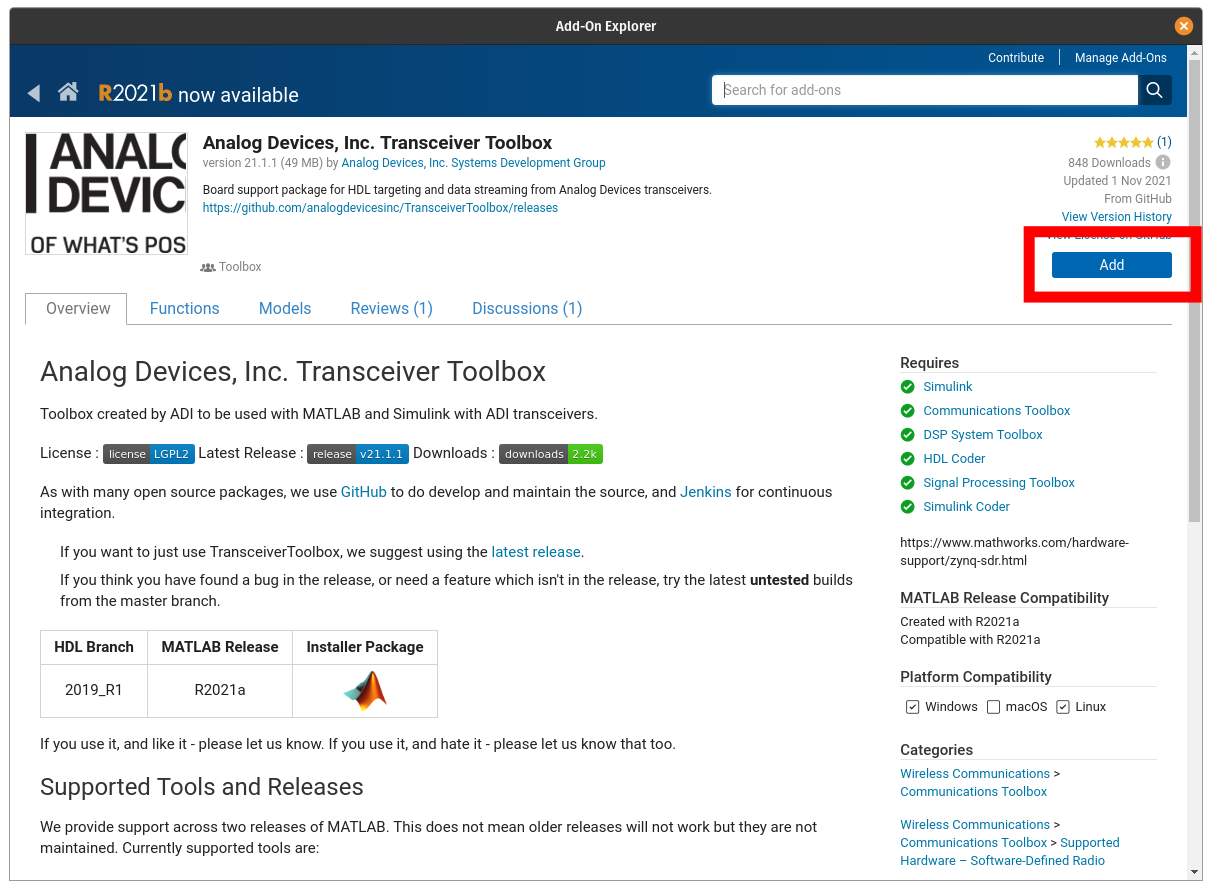 Add-On Explorer
Contribute
Manage Add-Ons
R2021b now available
Search for add-ons
ANALO
DEVIC
OF WHAT'S POS
Analog Devices, Inc. Transceiver Toolbox
version 21.1.1 (49 MB) by Analog Devices, Inc. Systems Development Group
Board support package for HDL targeting and data streaming from Analog Devices transceivers.
https://github.com/analogdevicesinc/TransceiverToolbox/releases
Toolbox
(1)
848 Downloads
Updated 1 Nov 2021
From GitHub
View Version History
View License on GitHub
Add
Overview
Functions
Models
Reviews (1)
Discussions (1)
Analog Devices, Inc. Transceiver Toolbox
Toolbox created by ADI to be used with MATLAB and Simulink with ADI transceivers.
License : license LGPL2 Latest Release : release v21.1.1 Downloads : downloads 2.2k
As with many open source packages, we use GitHub to do develop and maintain the source, and Jenkins for continuous
integration.
If you want to just use TransceiverToolbox, we suggest using the latest release.
If you think you have found a bug in the release, or need a feature which isn't in the release, try the latest untested builds
from the master branch.
HDL Branch MATLAB Release Installer Package
2019_R1 R2021a
If you use it, and like it - please let us know. If you use it, and hate it - please let us know that too.
Supported Tools and Releases
We provide support across two releases of MATLAB. This does not mean older releases will not work but they are not
maintained. Currently supported tools are:
Requires
Simulink
Communications Toolbox
DSP System Toolbox
HDL Coder
Signal Processing Toolbox
Simulink Coder
https://www.mathworks.com/hardware-
support/zynq-sdr.html
MATLAB Release Compatibility
Created with R2021a
Compatible with R2021a
Platform Compatibility
Windows macOS Linux
Categories
Wireless Communications >
Communications Toolbox
Wireless Communications >
Communications Toolbox > Supported
Hardware – Software-Defined Radio